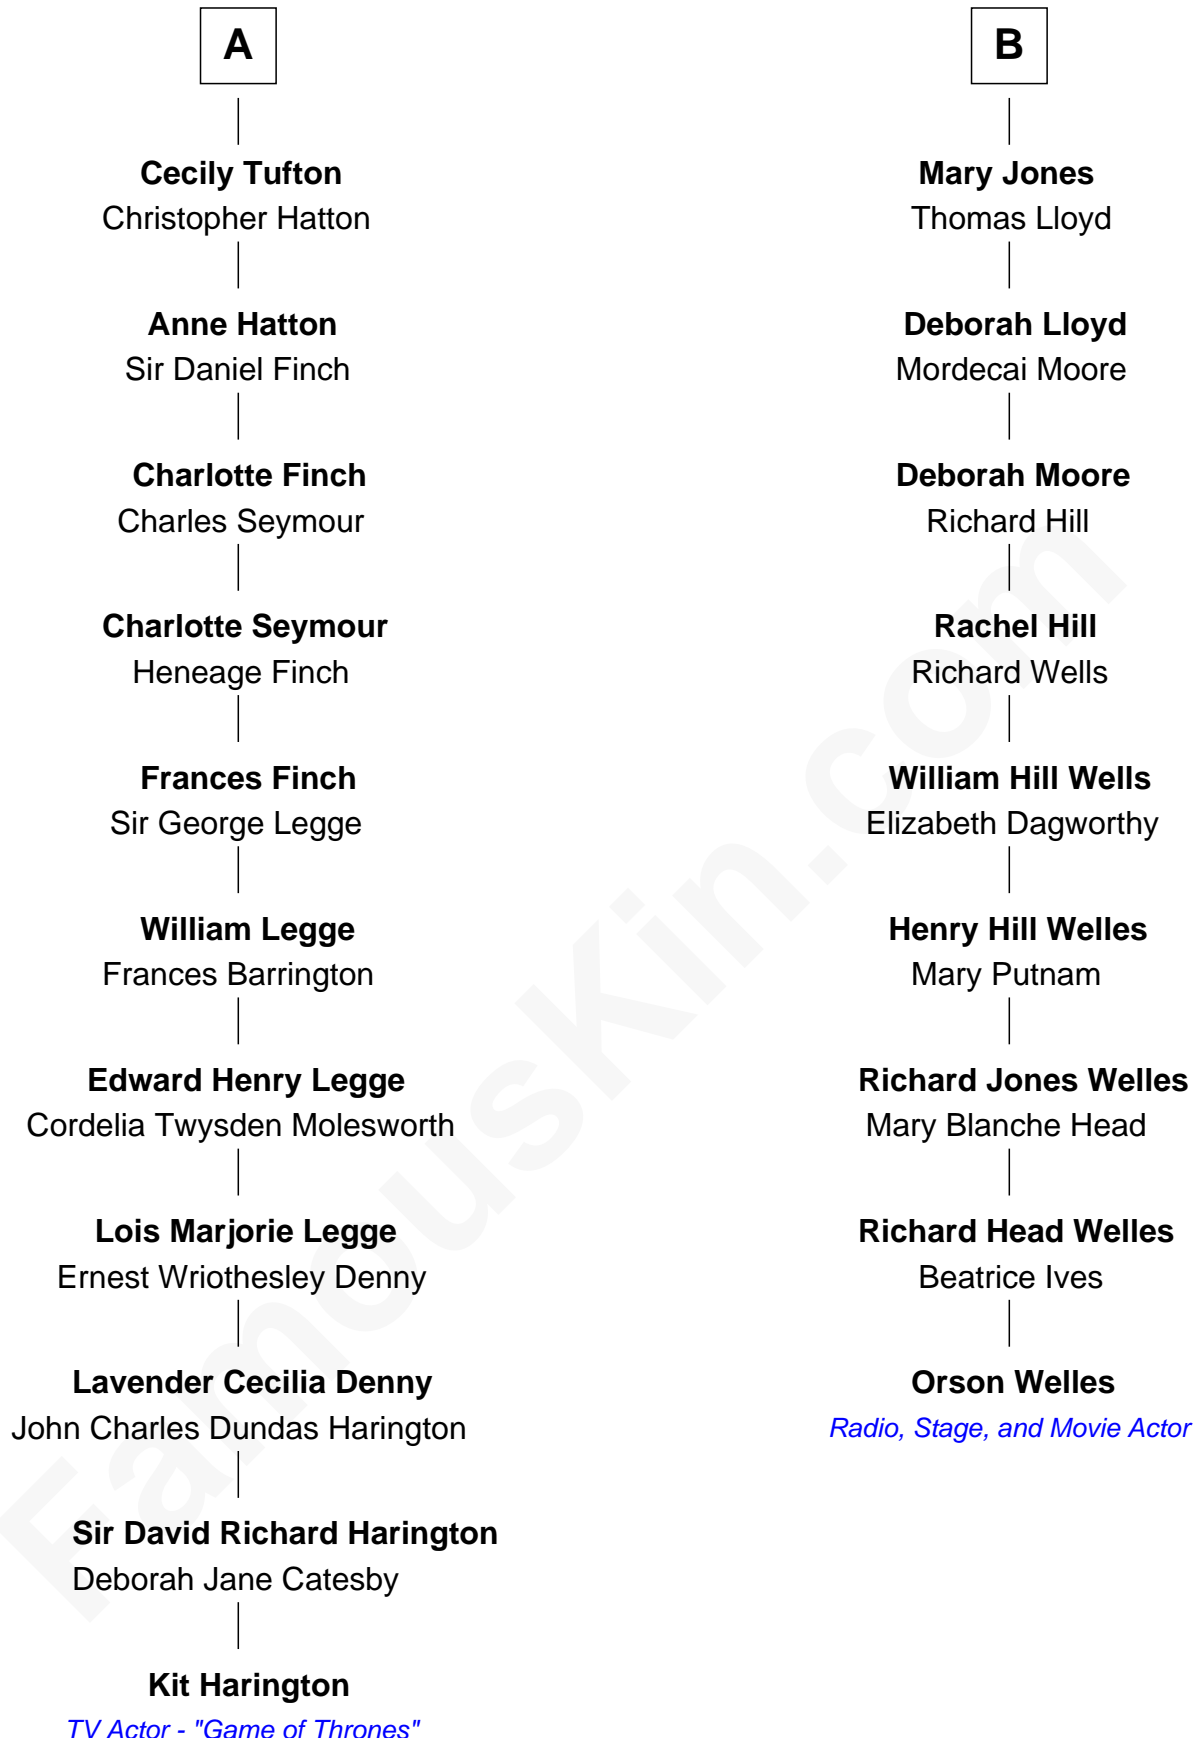 A
Cecily Tufton
Christopher Hatton
Anne Hatton
Sir Daniel Finch
Charlotte Finch
Charles Seymour
Charlotte Seymour
Heneage Finch
Frances Finch
Sir George Legge
William Legge
Frances Barrington
Edward Henry Legge
Cordelia Twysden Molesworth
Lois Marjorie Legge
Ernest Wriothesley Denny
Lavender Cecilia Denny
John Charles Dundas Harington
Sir David Richard Harington
Deborah Jane Catesby
Kit Harington
TV Actor - "Game of Thrones"
B
Mary Jones
Thomas Lloyd
Deborah Lloyd
Mordecai Moore
Deborah Moore
Richard Hill
Rachel Hill
Richard Wells
William Hill Wells
Elizabeth Dagworthy
Henry Hill Welles
Mary Putnam
Richard Jones Welles
Mary Blanche Head
Richard Head Welles
Beatrice Ives
Orson Welles
Radio, Stage, and Movie Actor
FamousKin.com